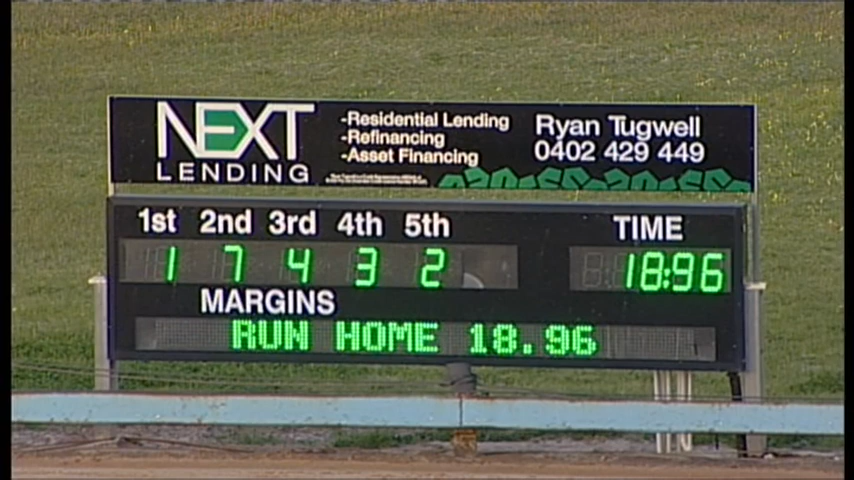 NEXT
LENDING
-Residential Lending
-Refinancing
-Asset Financing
Ryan Tugwell
0402 429 449
1st 2nd 3rd 4th 5th TIME
1 7 4 3 2 18:96
MARGINS
RUN HOME 18.96